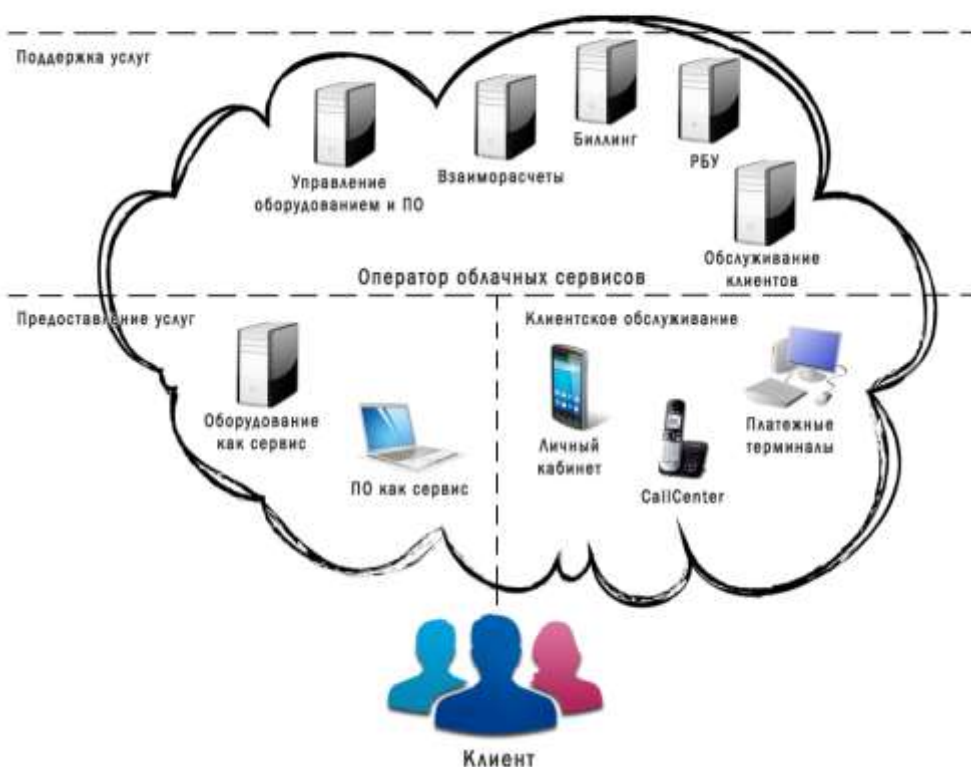 Поддержка услуг
Биллинг
РБУ
Управление
оборудованием и ПО
Взаиморасчеты
Обслуживание
клиентов
Оператор облачных сервисов
Предоставление услуг
Клиентское обслуживание
Оборудование
как сервис
ПО как сервис
Личный
кабинет
CallCenter
Платежные
терминалы
Клиент